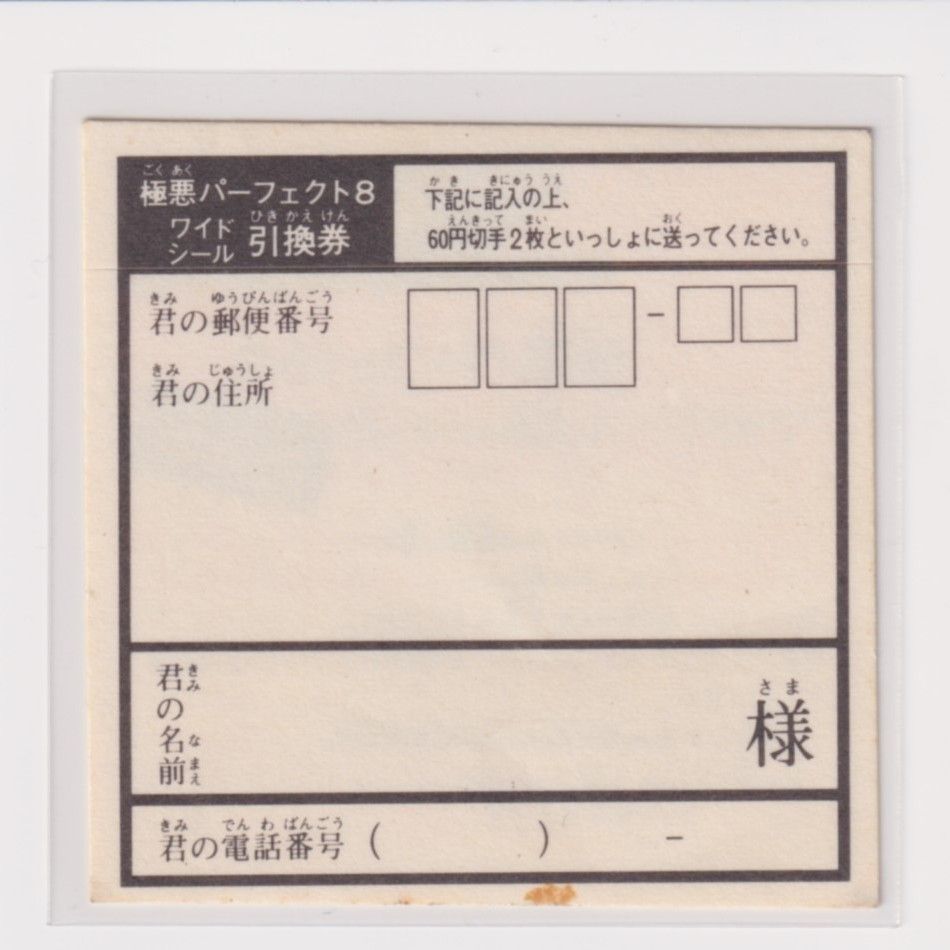 極悪パーフェクト8
ワイドシール引換券
下記に記入の上、
60円切手2枚といっしょに送ってください。
君の郵便番号 −
君の住所
君の名前 様
君の電話番号 ( ) −